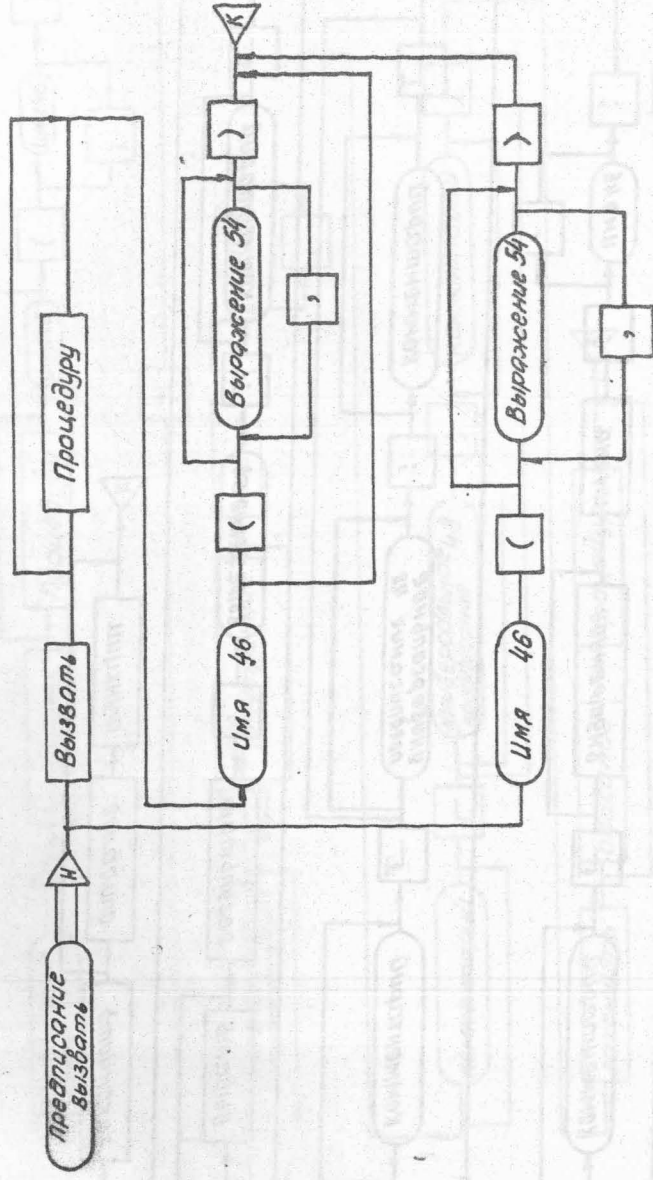 Предписание
вызвать
Н
Вызвать
Процедуру
Имя 46
(
Выражение 54
,
)
К
Имя 46
(
Выражение 54
,
)